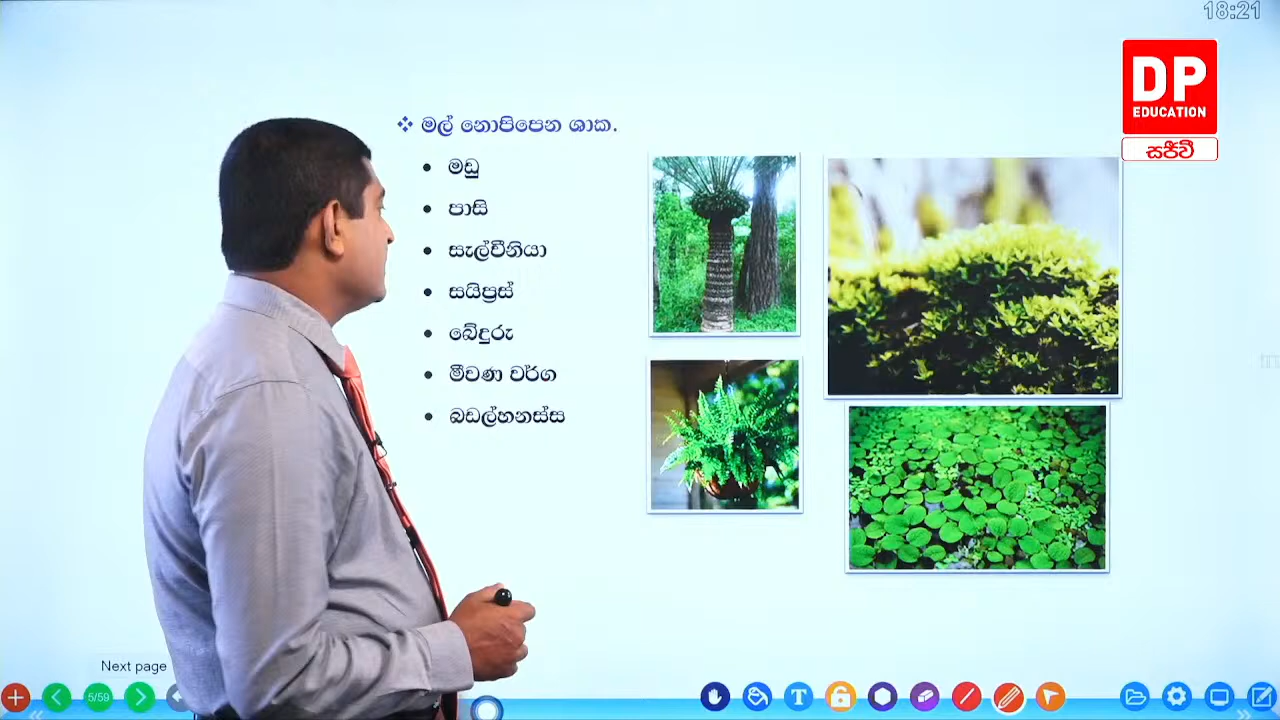 18:21
DP
EDUCATION
සජීවී
❖ මල් නොපිපෙන ශාක.
• මඩු
• පාසි
• සැල්වීනියා
• සයිප්‍රස්
• බේදුරු
• මීවණ වර්ග
• බඩල්හනස්ස
Next page
5/59
T